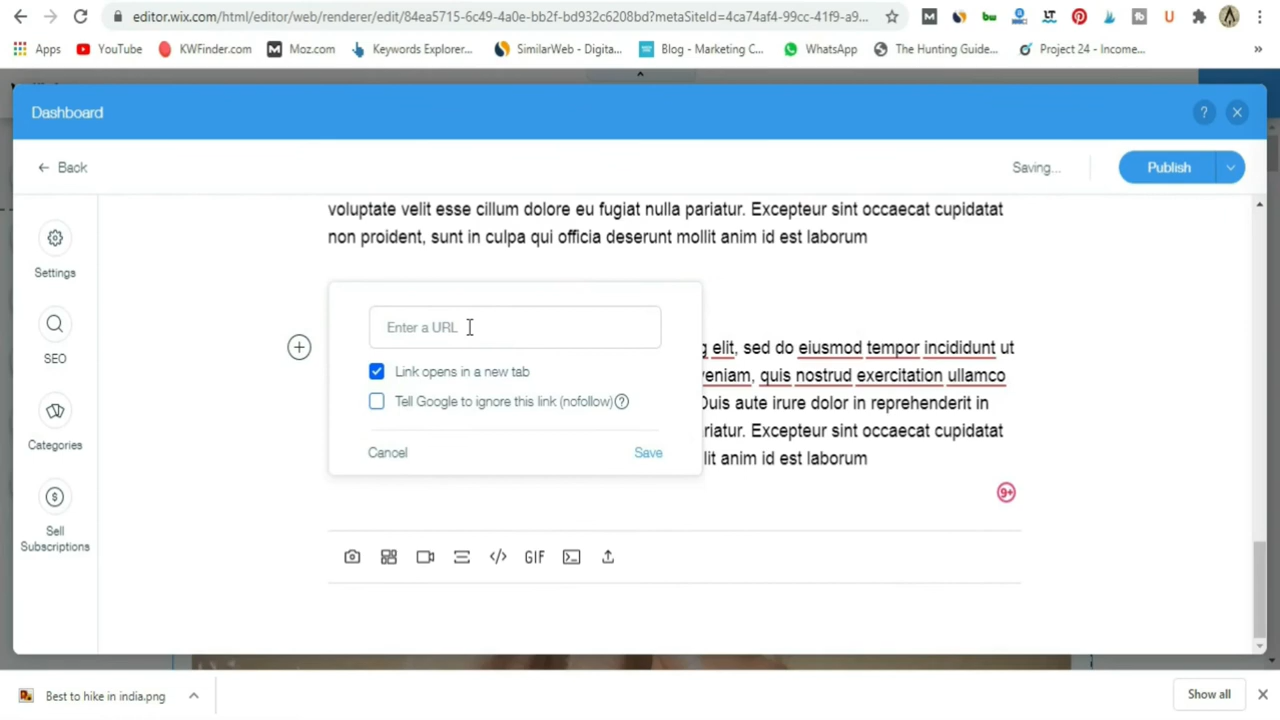 editor.wix.com/html/editor/web/renderer/edit/84ea5715-6c49-4a0e-bb2f-bd932c6208bd?metaSiteId=4ca74af4-99cc-41f9-a9...
Apps YouTube KWFinder.com Moz.com Keywords Explorer... SimilarWeb - Digita... Blog - Marketing C... WhatsApp The Hunting Guide... Project 24 - Income... »
Dashboard ? ×
Back Saving... Publish
voluptate velit esse cillum dolore eu fugiat nulla pariatur. Excepteur sint occaecat cupidatat
non proident, sunt in culpa qui officia deserunt mollit anim id est laborum
Settings
SEO
Categories
Sell
Subscriptions
Enter a URL
Link opens in a new tab
Tell Google to ignore this link (nofollow) ?
Cancel Save
g elit, sed do eiusmod tempor incididunt ut
veniam, quis nostrud exercitation ullamco
Duis aute irure dolor in reprehenderit in
riatur. Excepteur sint occaecat cupidatat
llit anim id est laborum
9+
</> GIF
Best to hike in india.png Show all